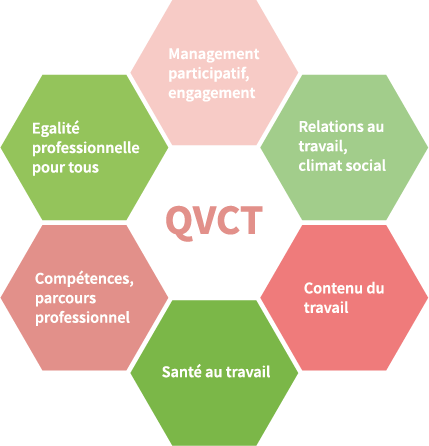 Management
participatif,
engagement
Relations au
travail,
climat social
Contenu du
travail
Santé au travail
Compétences,
parcours
professionnel
Egalité
professionnelle
pour tous
QVCT